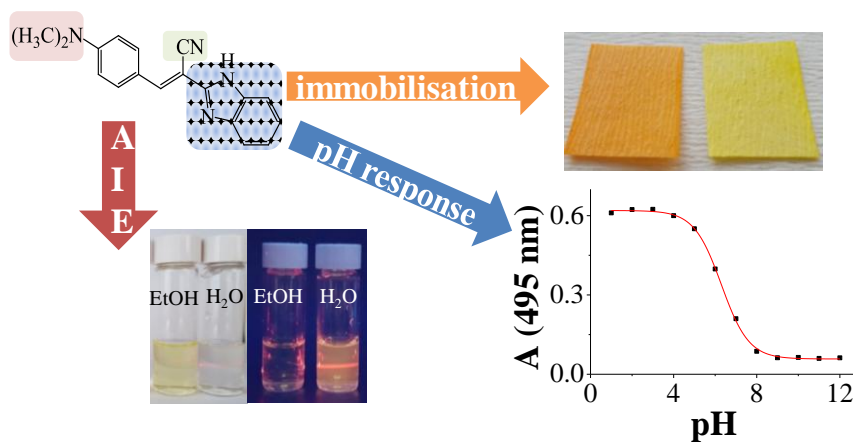 (H₃C)₂N
CN
H
N
N
immobilisation
pH response
A
I
E
EtOH
H₂O
EtOH
H₂O
A (495 nm)
0.6
0.3
0.0
0
4
8
12
pH